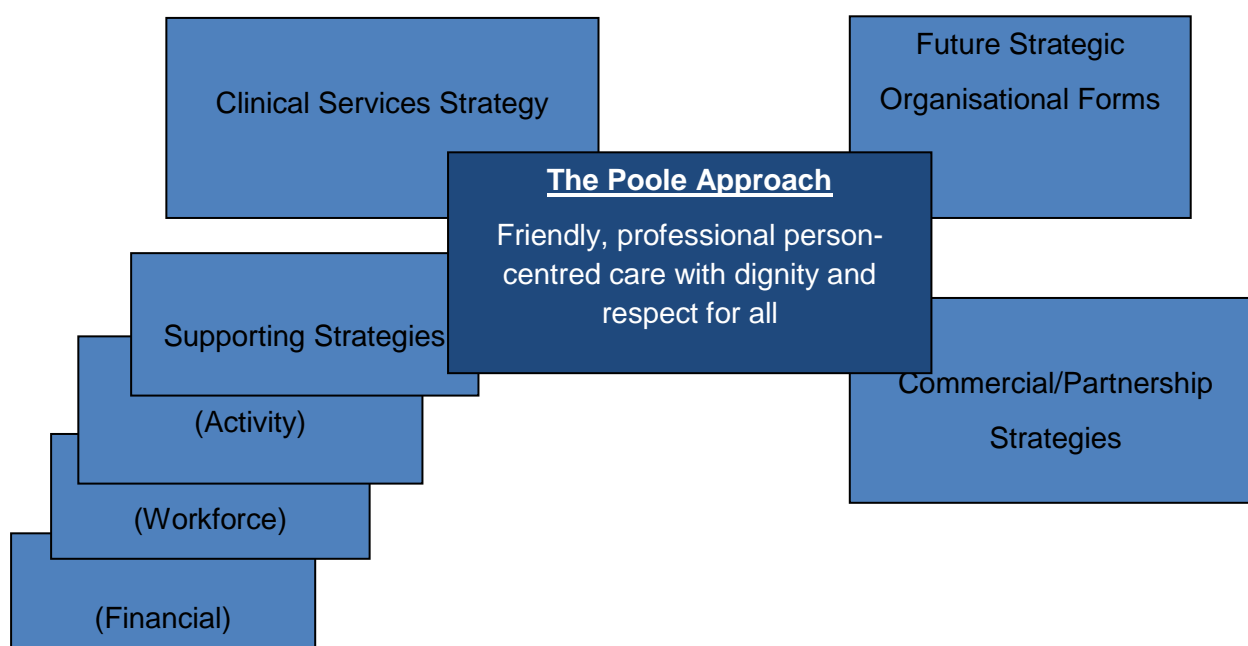 Clinical Services Strategy
Future Strategic
Organisational Forms
The Poole Approach
Friendly, professional person-
centred care with dignity and
respect for all
Supporting Strategies
(Activity)
(Workforce)
(Financial)
Commercial/Partnership
Strategies